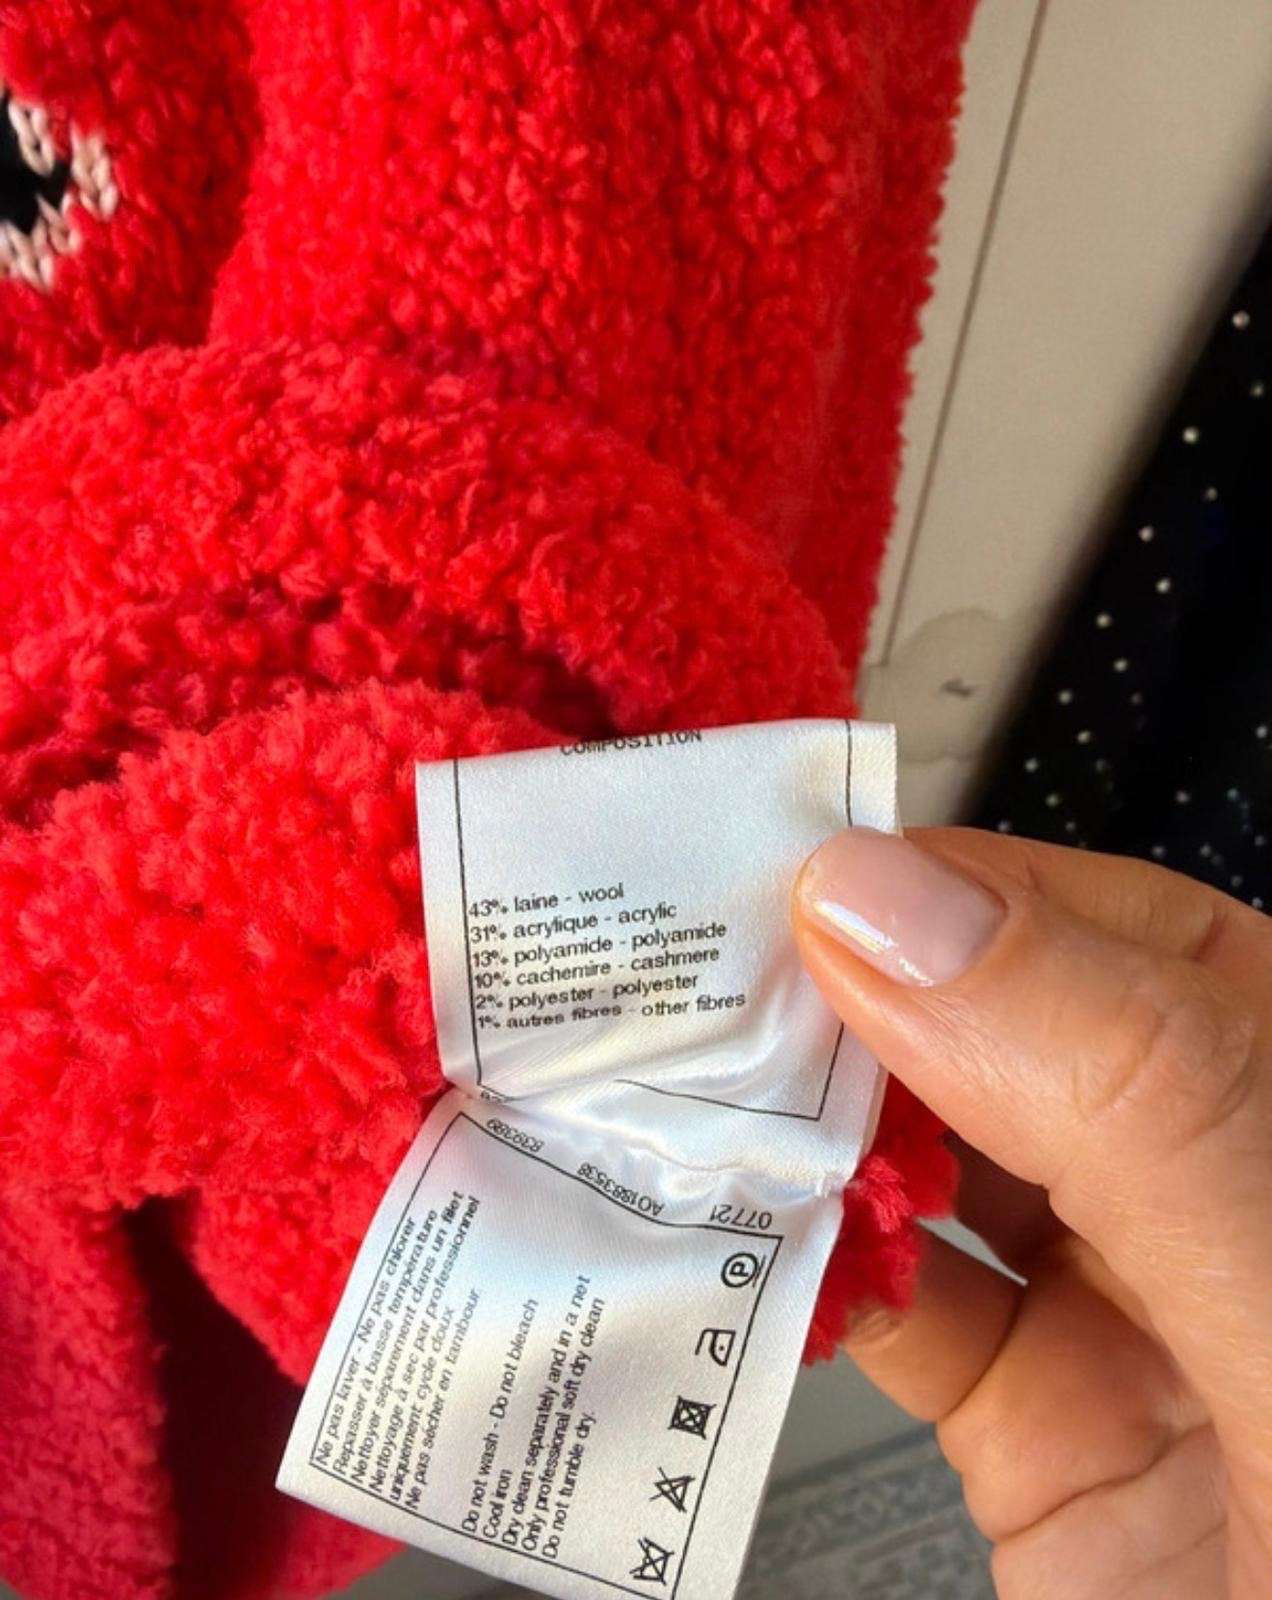 COMPOSITION
43% laine - wool
31% acrylique - acrylic
13% polyamide - polyamide
10% cachemire - cashmere
2% polyester - polyester
1% autres fibres - other fibres
839399
A01883538
07721
Ne pas laver - Ne pas chlorer
Repasser à basse température
Nettoyer séparément dans un filet
Nettoyage à sec par professionnel
uniquement cycle doux
Ne pas sécher en tambour.
Do not wash - Do not bleach
Cool iron
Dry clean separately and in a net
Only professional soft dry clean
Do not tumble dry.
P